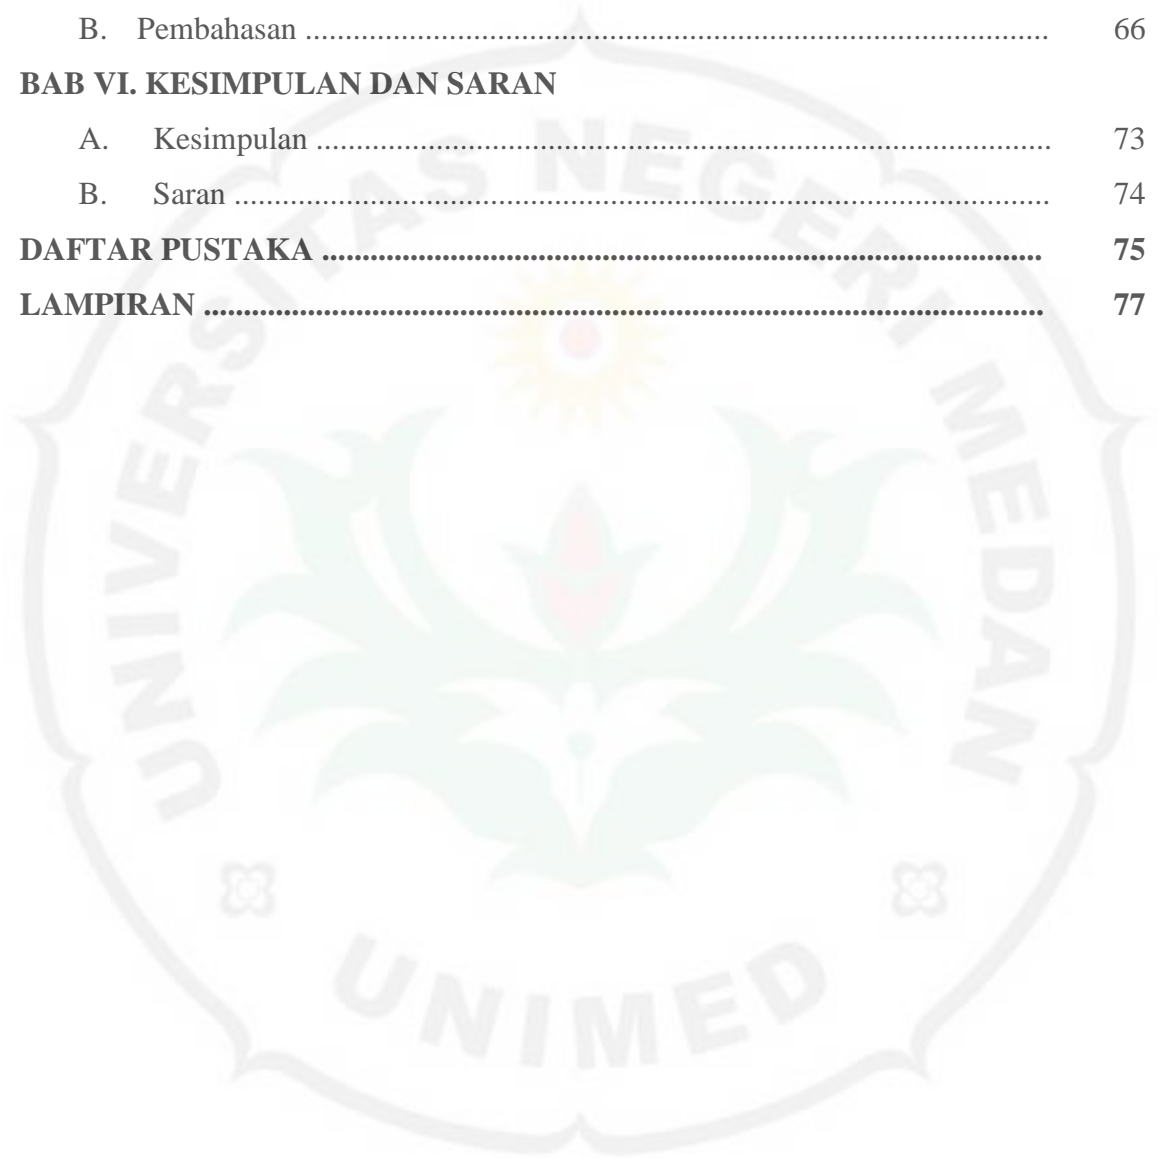 B. Pembahasan ............................................................................................. 66
BAB VI. KESIMPULAN DAN SARAN
A. Kesimpulan ............................................................................................ 73
B. Saran ...................................................................................................... 74
DAFTAR PUSTAKA .......................................................................................... 75
LAMPIRAN ......................................................................................................... 77
UNIVERSITAS NEGERI MEDAN
UNIMED